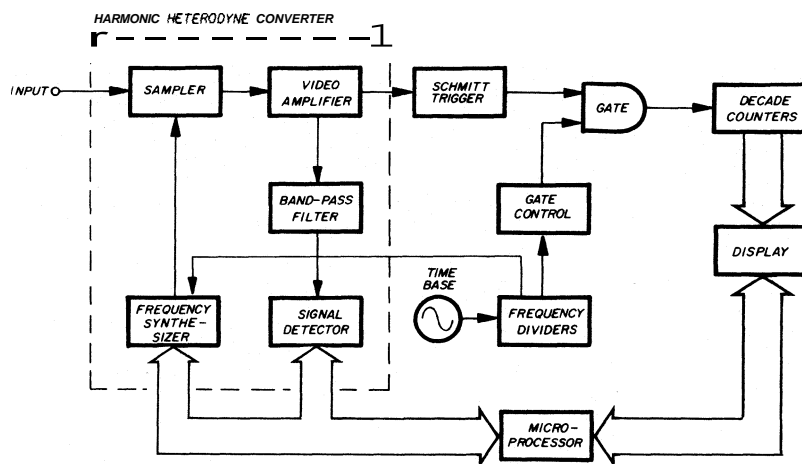 HARMONIC HETERODYNE CONVERTER
INPUT
SAMPLER
VIDEO
AMPLIFIER
SCHMITT
TRIGGER
GATE
DECADE
COUNTERS
BAND-PASS
FILTER
GATE
CONTROL
DISPLAY
TIME
BASE
FREQUENCY
SYNTHE-
SIZER
SIGNAL
DETECTOR
FREQUENCY
DIVIDERS
MICRO-
PROCESSOR